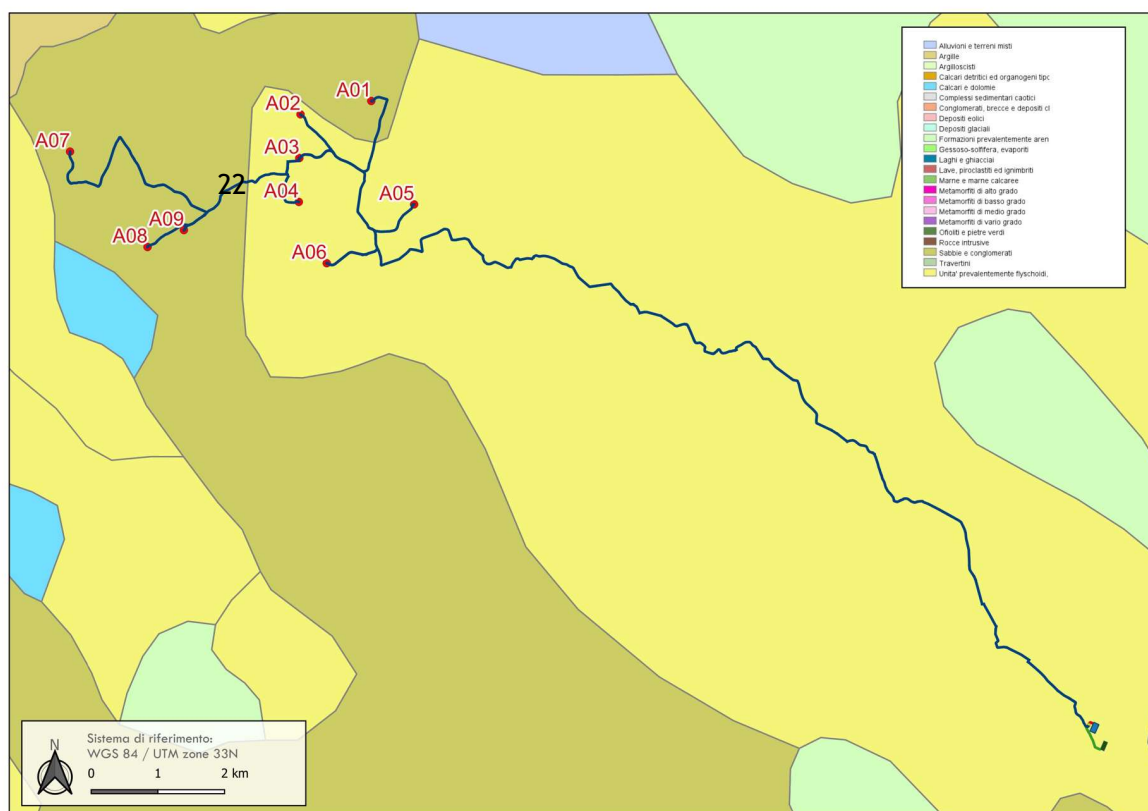 A01
A02
A03
A07
22
A04
A05
A09
A08
A06
Alluvioni e terreni misti
Argille
Argilloscisti
Calcari detritici ed organogeni tipo
Calcari e dolomie
Complessi sedimentari caotici
Conglomerati, brecce e depositi cl
Depositi eolici
Depositi glaciali
Formazioni prevalentemente aren
Gessoso-solfifera, evaporiti
Laghi e ghiacciai
Lave, piroclastiti ed ignimbriti
Marne e marne calcaree
Metamorfiti di alto grado
Metamorfiti di basso grado
Metamorfiti di medio grado
Metamorfiti di vario grado
Ofioliti e pietre verdi
Rocce intrusive
Sabbie e conglomerati
Travertini
Unita' prevalentemente flyschoidi,
Sistema di riferimento:
WGS 84 / UTM zone 33N
N
0 1 2 km